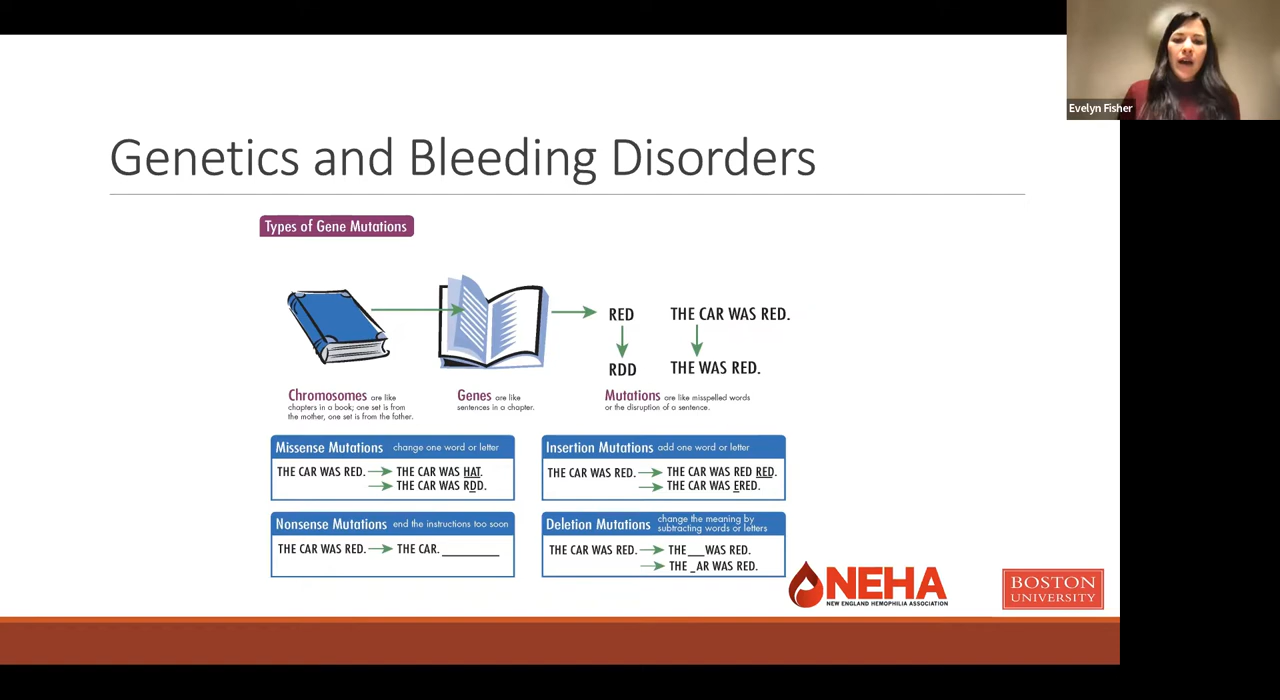 Evelyn Fisher
Genetics and Bleeding Disorders
Types of Gene Mutations
RED
THE CAR WAS RED.
RDD
THE WAS RED.
Chromosomes are like
chapters in a book; one set is from
the mother, one set is from the father.
Genes are like
sentences in a chapter.
Mutations are like misspelled words
or the disruption of a sentence.
Missense Mutations change one word or letter
THE CAR WAS RED. THE CAR WAS HAT.
THE CAR WAS RDD.
Insertion Mutations add one word or letter
THE CAR WAS RED. THE CAR WAS RED RED.
THE CAR WAS ERED.
Nonsense Mutations end the instructions too soon
THE CAR WAS RED. THE CAR. ________
Deletion Mutations change the meaning by
subtracting words or letters
THE CAR WAS RED. THE ___WAS RED.
THE _AR WAS RED.
NEHA
NEW ENGLAND HEMOPHILIA ASSOCIATION
BOSTON
UNIVERSITY